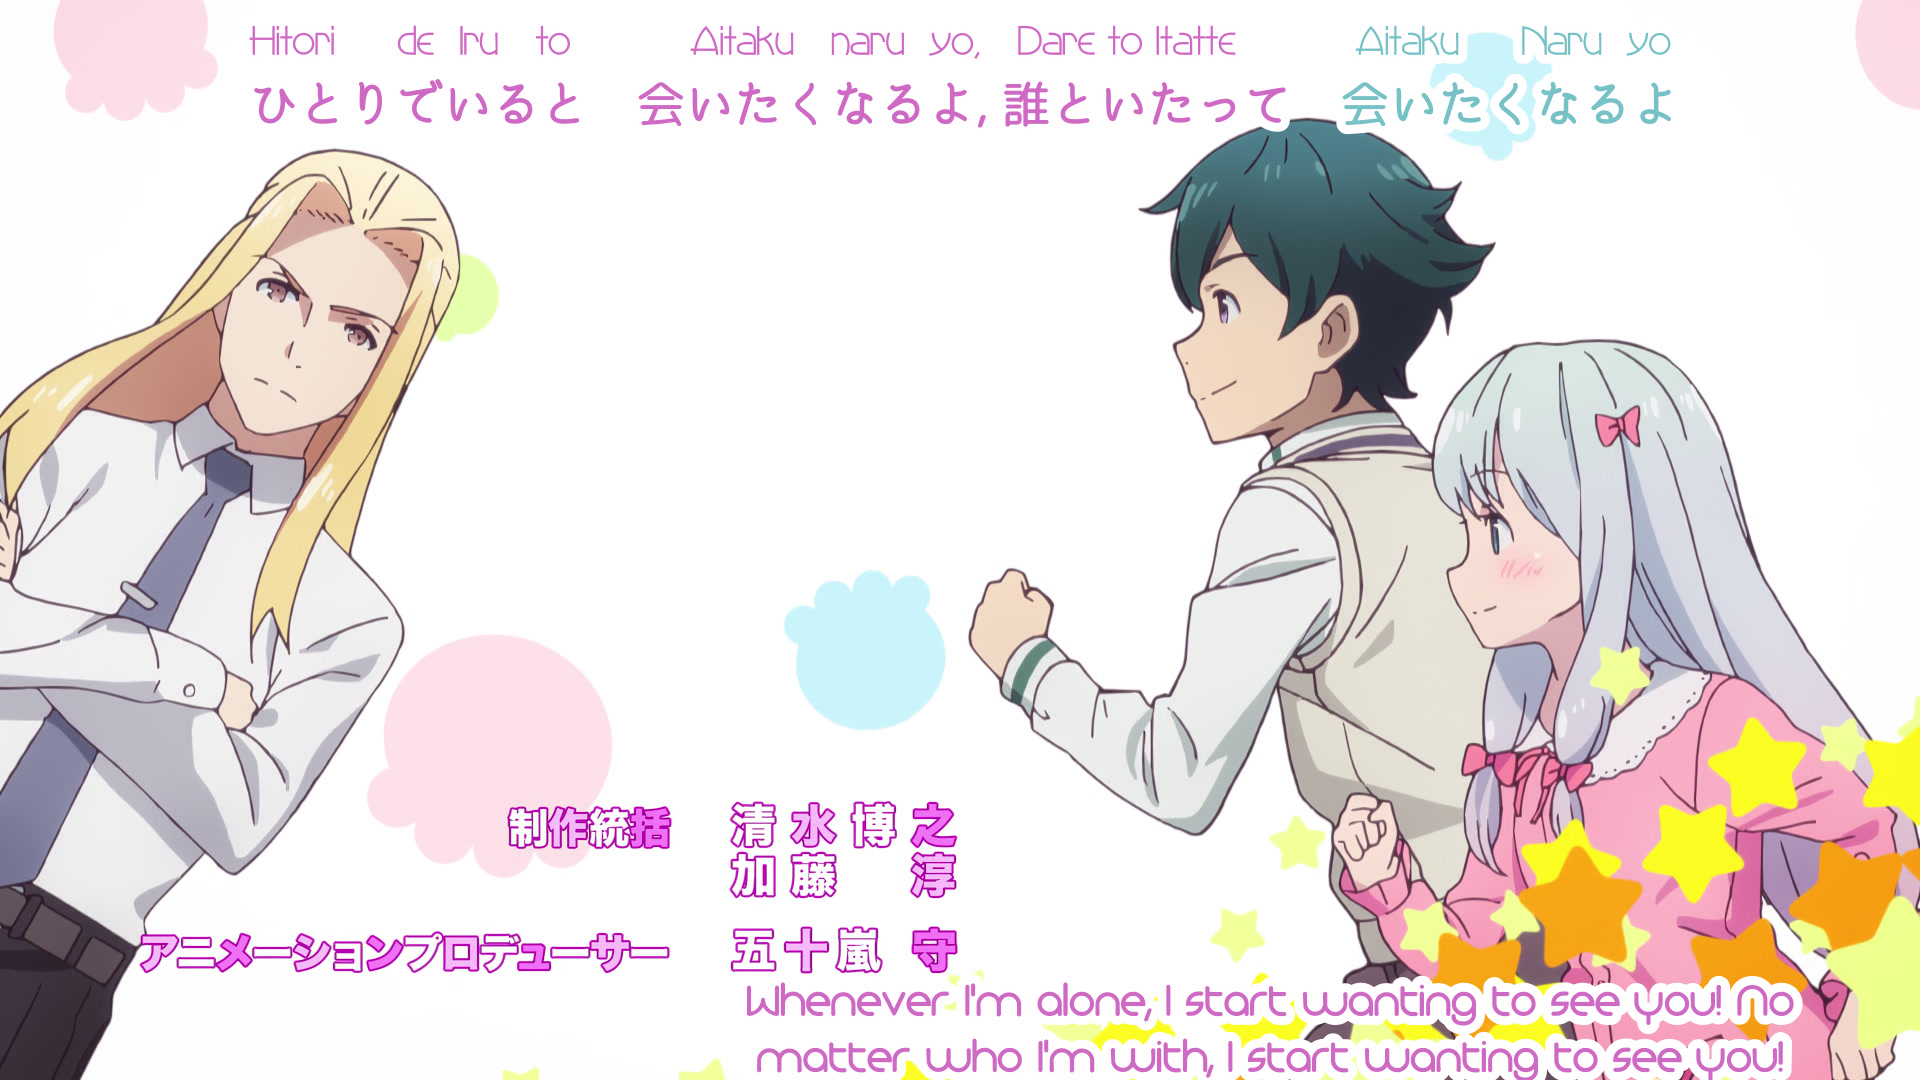 Hitori de Iru to Aitaku naru yo, Dare to Itatte Aitaku Naru yo
ひとりでいると 会いたくなるよ, 誰といたって 会いたくなるよ
制作統括 清水博之
加藤 淳
アニメーションプロデューサー 五十嵐 守
Whenever I'm alone, I start wanting to see you! No
matter who I'm with, I start wanting to see you!